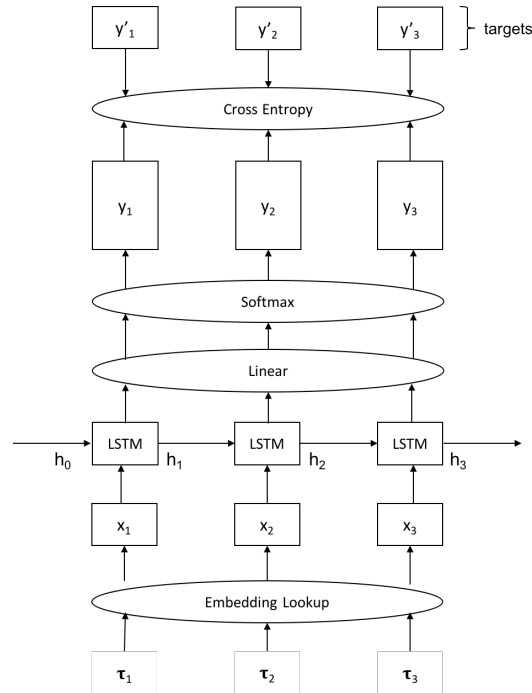 y'₁ y'₂ y'₃ targets
Cross Entropy
y₁ y₂ y₃
Softmax
Linear
LSTM LSTM LSTM
h₀ h₁ h₂ h₃
x₁ x₂ x₃
Embedding Lookup
τ₁ τ₂ τ₃